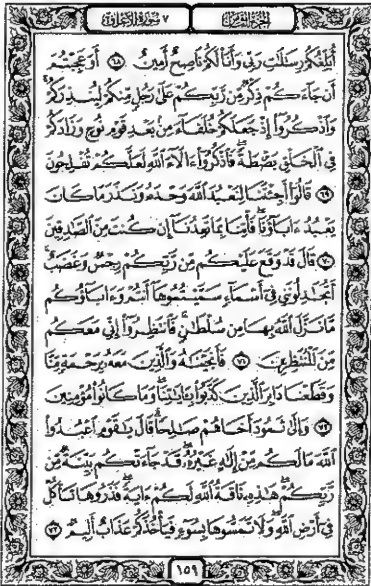 الجزء الثامن ٧ سورة الأعراف
أُبَلِّغُكُمْ رِسَٰلَٰتِ رَبِّى وَأَنَا۠ لَكُمْ نَاصِحٌ أَمِينٌ ٦٨ أَوَعَجِبْتُمْ
أَن جَآءَكُمْ ذِكْرٌ مِّن رَّبِّكُمْ عَلَىٰ رَجُلٍ مِّنكُمْ لِيُنذِرَكُمْ
وَٱذْكُرُوٓا۟ إِذْ جَعَلَكُمْ خُلَفَآءَ مِنۢ بَعْدِ قَوْمِ نُوحٍ وَزَادَكُمْ
فِى ٱلْخَلْقِ بَصْۜطَةً ۖ فَٱذْكُرُوٓا۟ ءَالَآءَ ٱللَّهِ لَعَلَّكُمْ تُفْلِحُونَ
٦٩ قَالُوٓا۟ أَجِئْتَنَا لِنَعْبُدَ ٱللَّهَ وَحْدَهُۥ وَنَذَرَ مَا كَانَ
يَعْبُدُ ءَابَآؤُنَا ۖ فَأْتِنَا بِمَا تَعِدُنَآ إِن كُنتَ مِنَ ٱلصَّٰدِقِينَ
٧٠ قَالَ قَدْ وَقَعَ عَلَيْكُم مِّن رَّبِّكُمْ رِجْسٌ وَغَضَبٌ ۖ
أَتُجَٰدِلُونَنِى فِىٓ أَسْمَآءٍ سَمَّيْتُمُوهَآ أَنتُمْ وَءَابَآؤُكُم
مَّا نَزَّلَ ٱللَّهُ بِهَا مِن سُلْطَٰنٍ ۚ فَٱنتَظِرُوٓا۟ إِنِّى مَعَكُم
مِّنَ ٱلْمُنتَظِرِينَ ٧١ فَأَنجَيْنَٰهُ وَٱلَّذِينَ مَعَهُۥ بِرَحْمَةٍ مِّنَّا
وَقَطَعْنَا دَابِرَ ٱلَّذِينَ كَذَّبُوا۟ بِـَٔايَٰتِنَا ۖ وَمَا كَانُوا۟ مُؤْمِنِينَ
٧٢ وَإِلَىٰ ثَمُودَ أَخَاهُمْ صَٰلِحًا ۗ قَالَ يَٰقَوْمِ ٱعْبُدُوا۟
ٱللَّهَ مَا لَكُم مِّنْ إِلَٰهٍ غَيْرُهُۥ ۖ قَدْ جَآءَتْكُم بَيِّنَةٌ مِّن
رَّبِّكُمْ ۖ هَٰذِهِۦ نَاقَةُ ٱللَّهِ لَكُمْ ءَايَةً ۖ فَذَرُوهَا تَأْكُلْ
فِىٓ أَرْضِ ٱللَّهِ ۖ وَلَا تَمَسُّوهَا بِسُوٓءٍ فَيَأْخُذَكُمْ عَذَابٌ أَلِيمٌ ٧٣
١٥٩